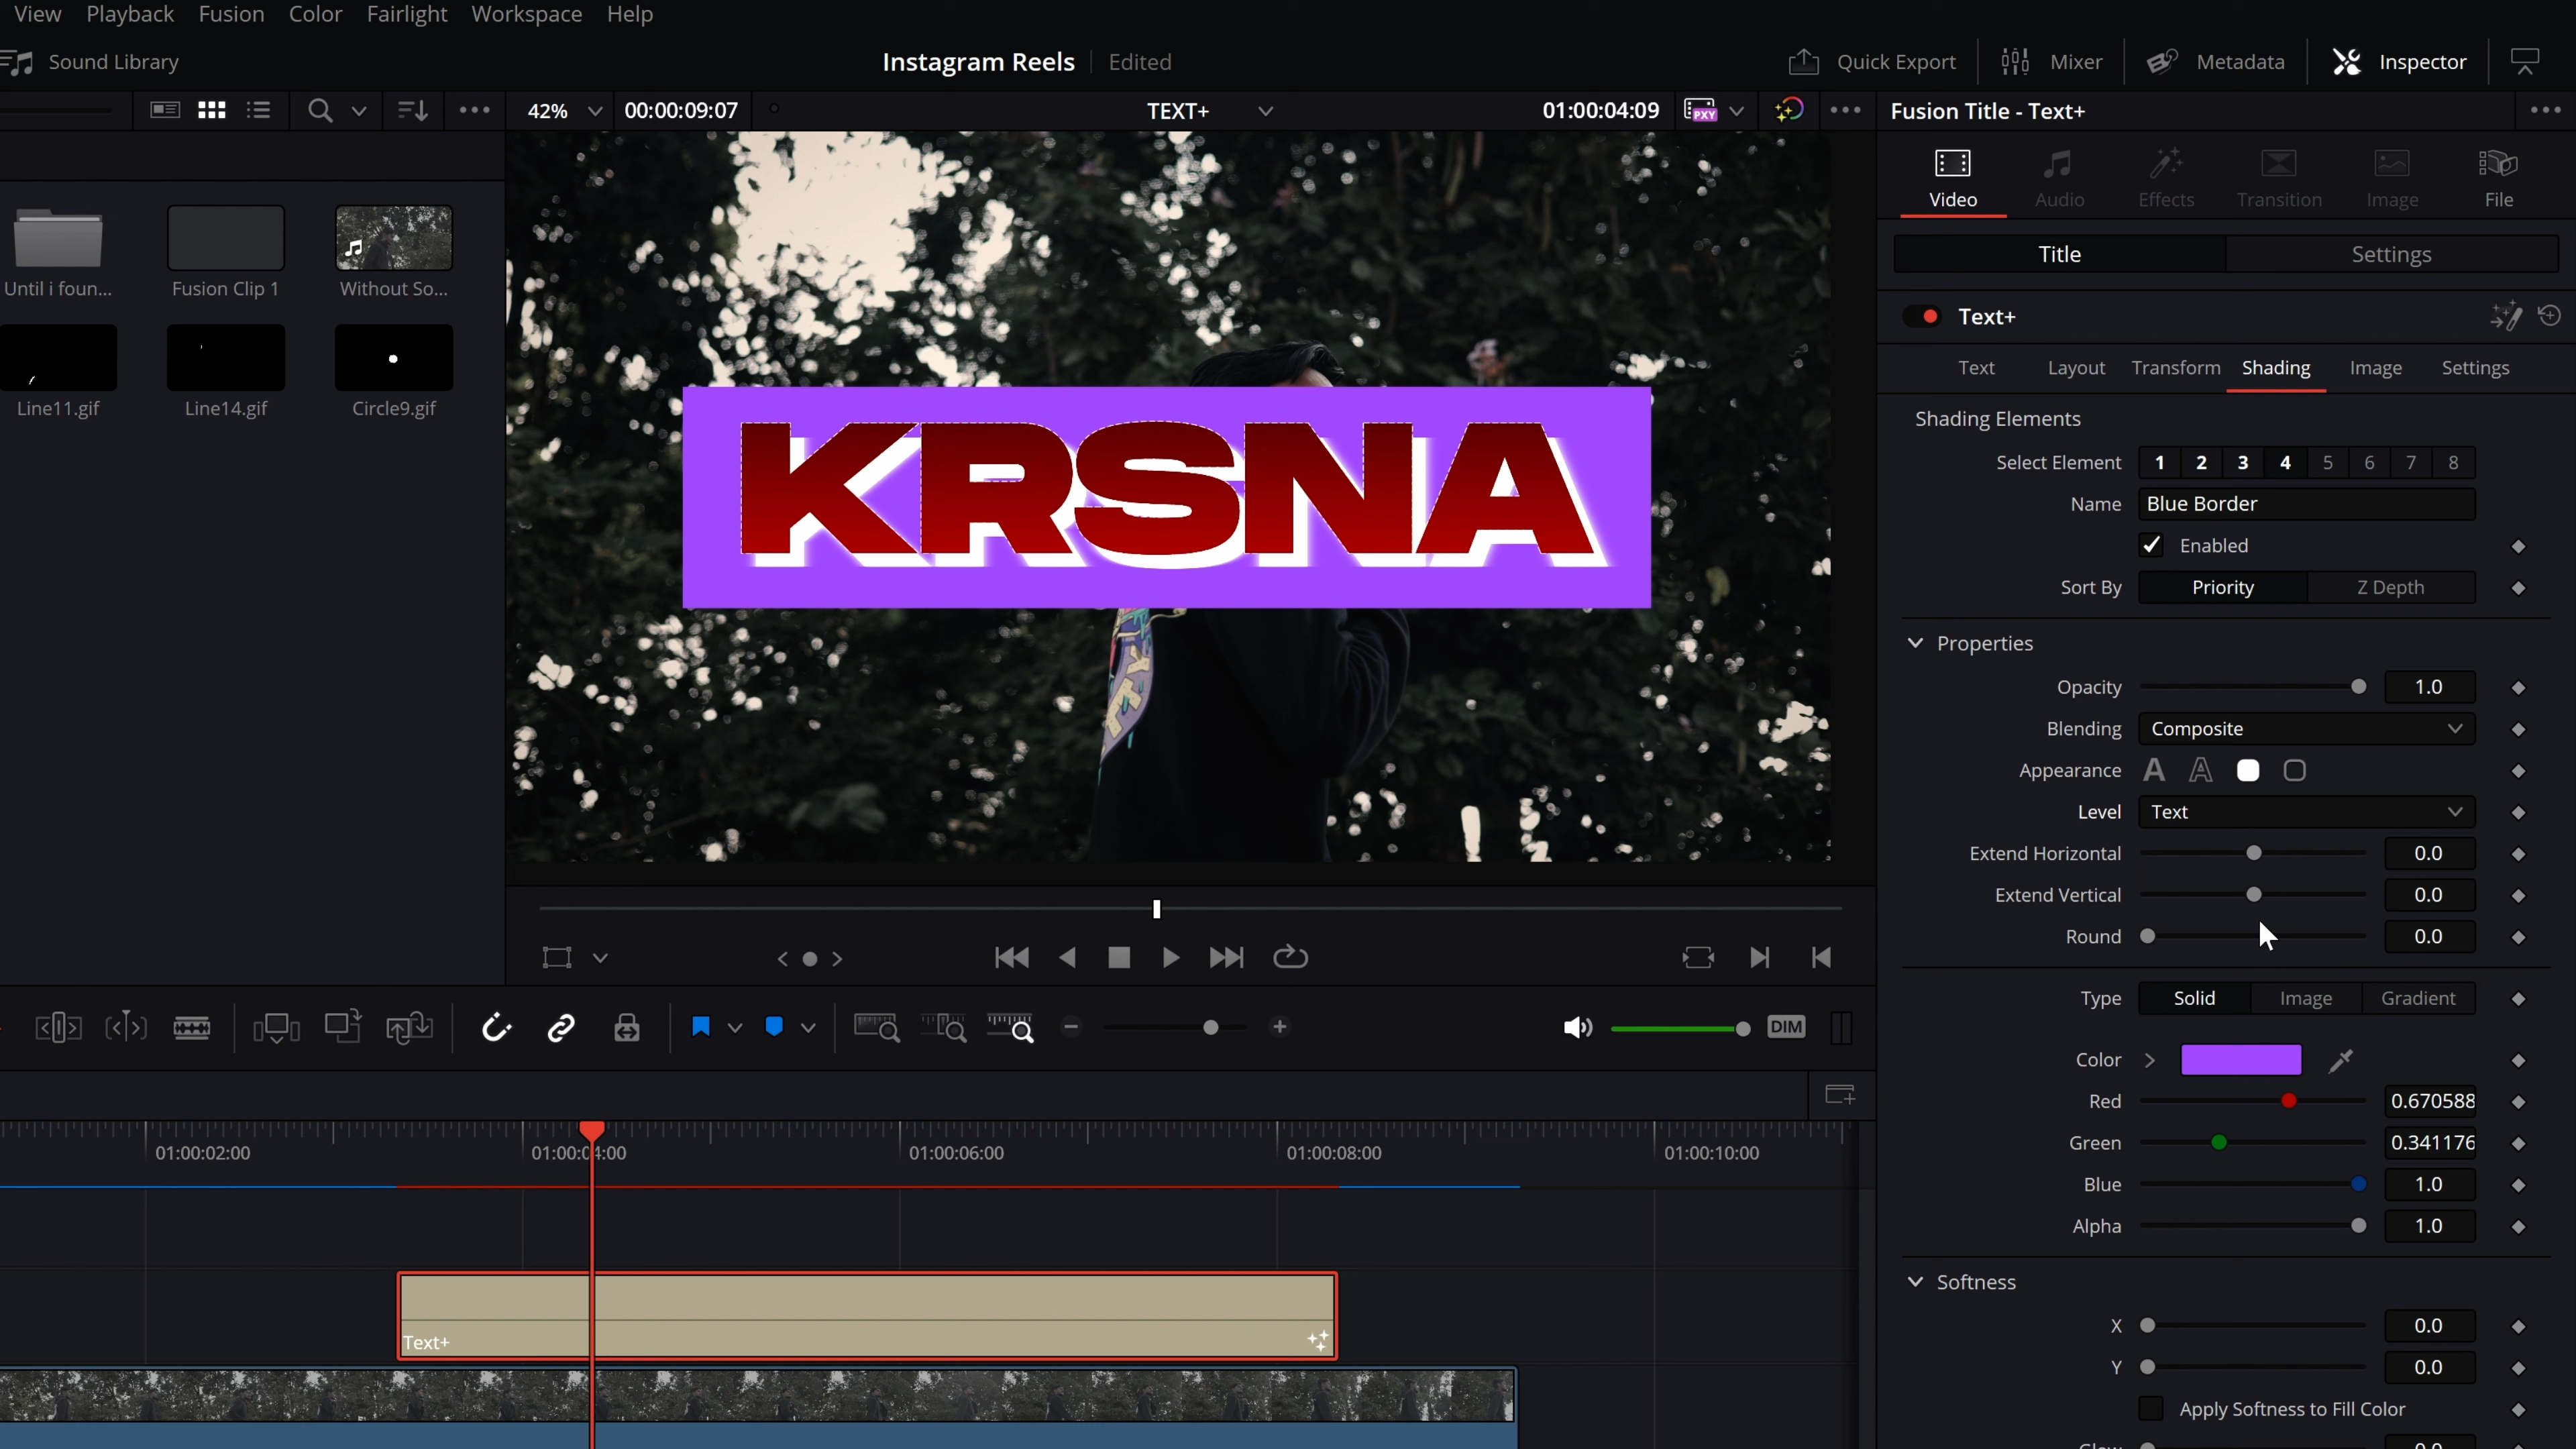 View Playback Fusion Color Fairlight Workspace Help
Sound Library Instagram Reels Edited Quick Export Mixer Metadata Inspector
42% 00:00:09:07 TEXT+ 01:00:04:09 PXY Fusion Title - Text+
Video Audio Effects Transition Image File
Title Settings
Until i foun... Fusion Clip 1 Without So...
Text+
Text Layout Transform Shading Image Settings
Line11.gif Line14.gif Circle9.gif
Shading Elements
KRSNA
Select Element 1 2 3 4 5 6 7 8
Name Blue Border
Enabled
Sort By Priority Z Depth
Properties
Opacity 1.0
Blending Composite
Appearance A A
Level Text
Extend Horizontal 0.0
Extend Vertical 0.0
Round 0.0
Type Solid Image Gradient
DIM
Color
Red 0.670588
Green 0.341176
Blue 1.0
Alpha 1.0
01:00:02:00 01:00:04:00 01:00:06:00 01:00:08:00 01:00:10:00
Softness
X 0.0
Text+
Y 0.0
Apply Softness to Fill Color